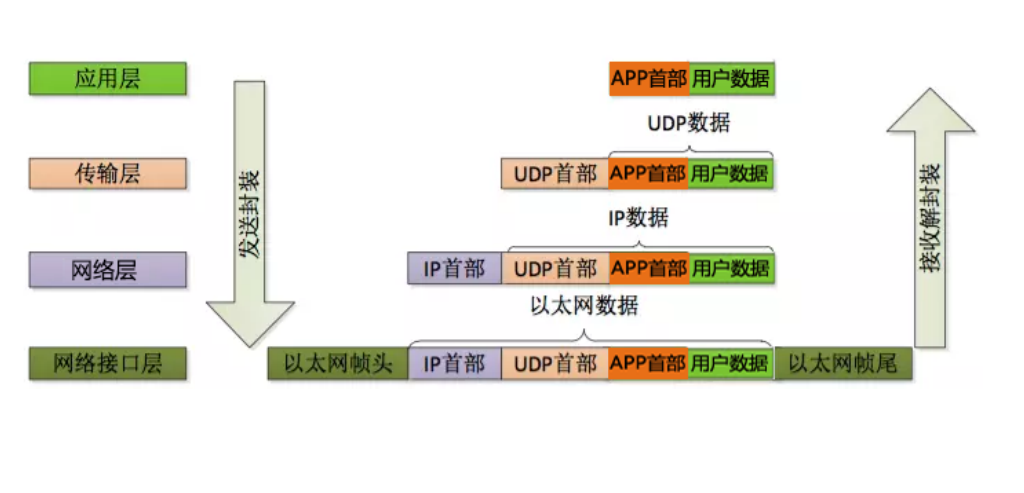 应用层
APP首部 用户数据
UDP数据
传输层
UDP首部 APP首部 用户数据
IP数据
网络层
IP首部 UDP首部 APP首部 用户数据
以太网数据
网络接口层
以太网帧头 IP首部 UDP首部 APP首部 用户数据 以太网帧尾
发送封装
接收解封装